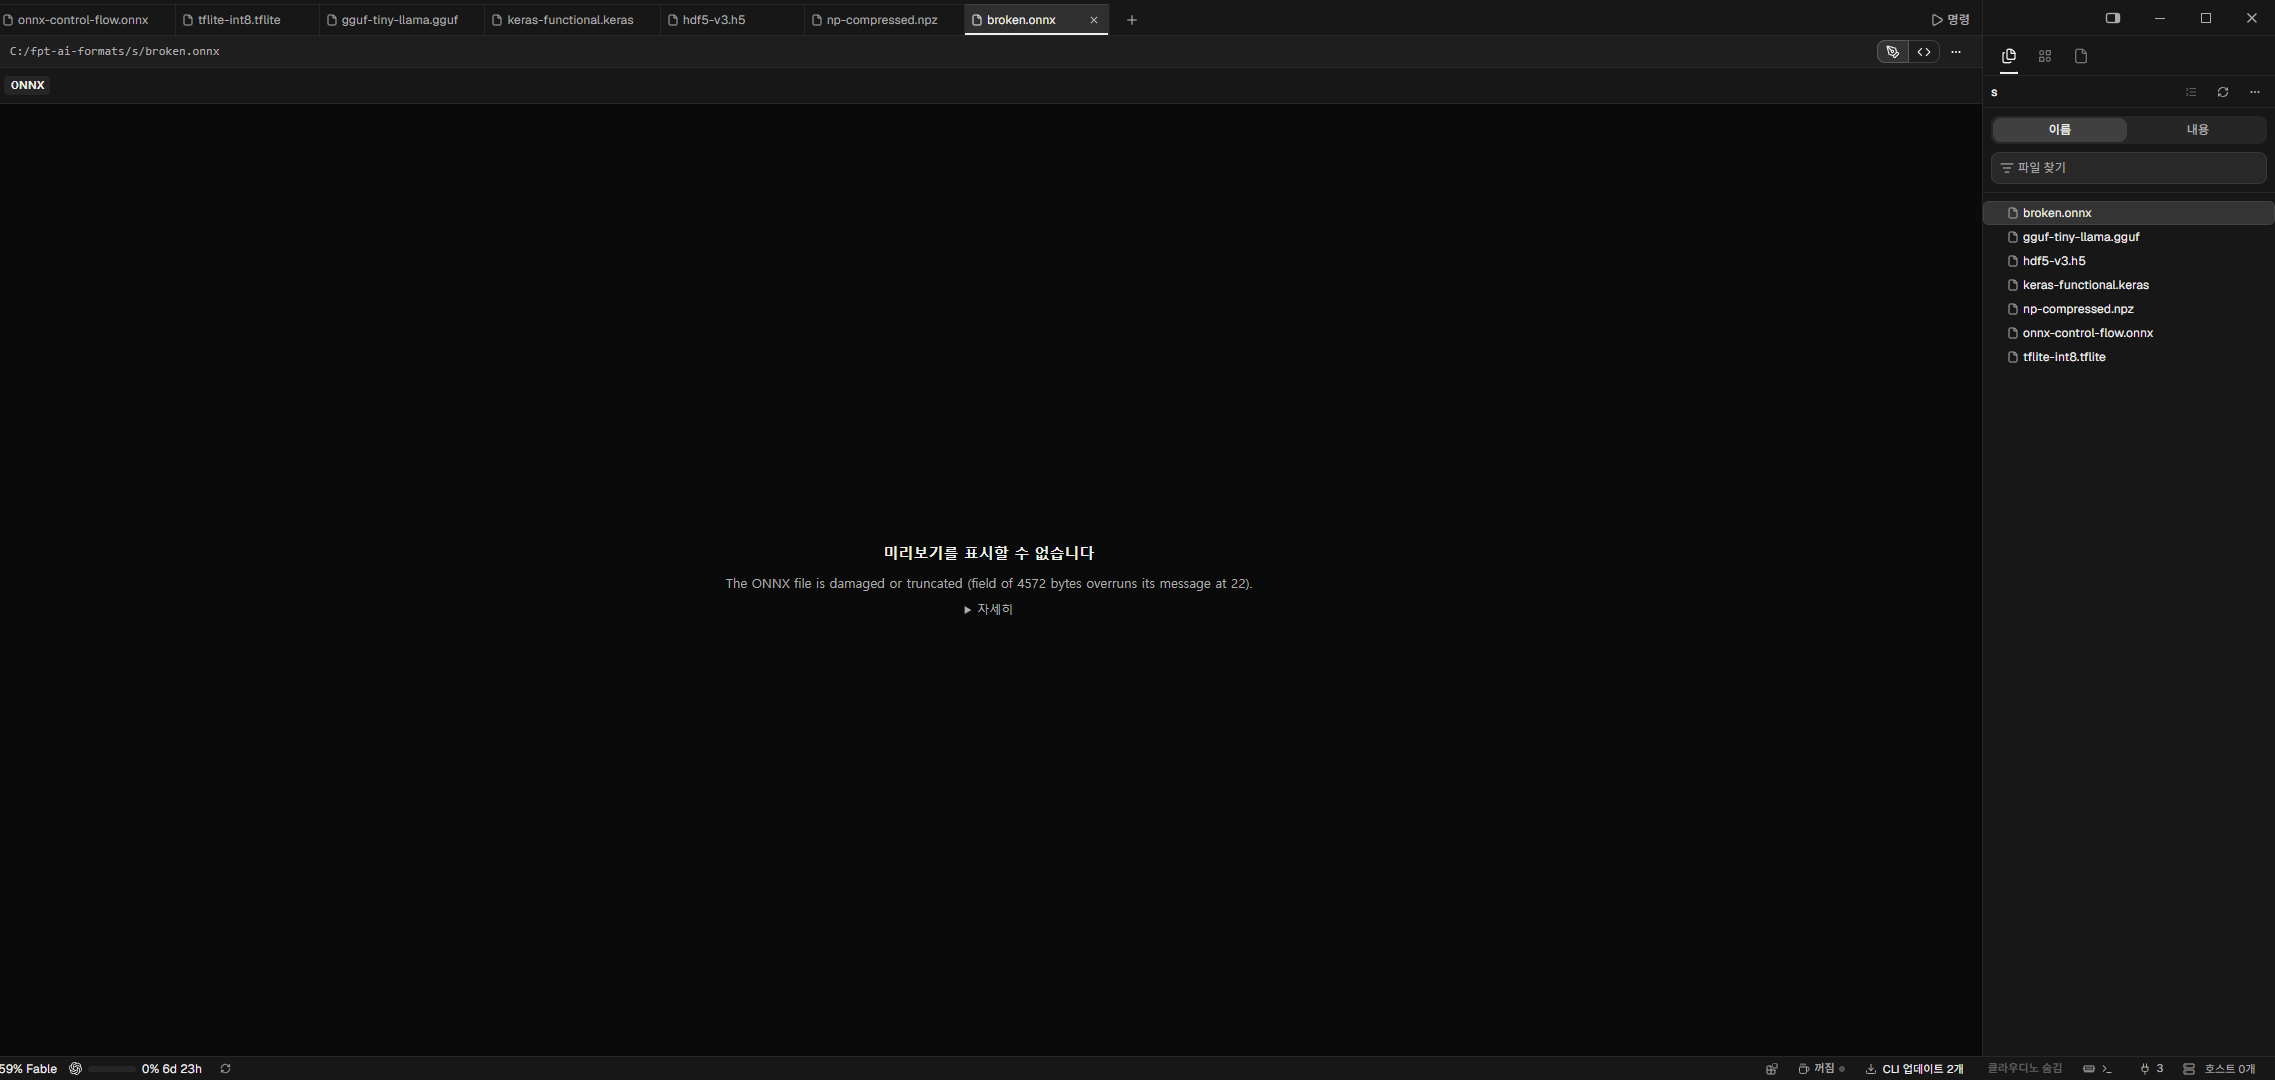 onnx-control-flow.onnx tflite-int8.tflite gguf-tiny-llama.gguf keras-functional.keras hdf5-v3.h5 np-compressed.npz broken.onnx 명령
C:/fpt-ai-formats/s/broken.onnx
ONNX
미리보기를 표시할 수 없습니다
The ONNX file is damaged or truncated (field of 4572 bytes overruns its message at 22).
자세히
s
이름 내용
파일 찾기
broken.onnx
gguf-tiny-llama.gguf
hdf5-v3.h5
keras-functional.keras
np-compressed.npz
onnx-control-flow.onnx
tflite-int8.tflite
59% Fable 0% 6d 23h 꺼짐 CLI 업데이트 2개 클라우디노 숨김 3 호스트 0개